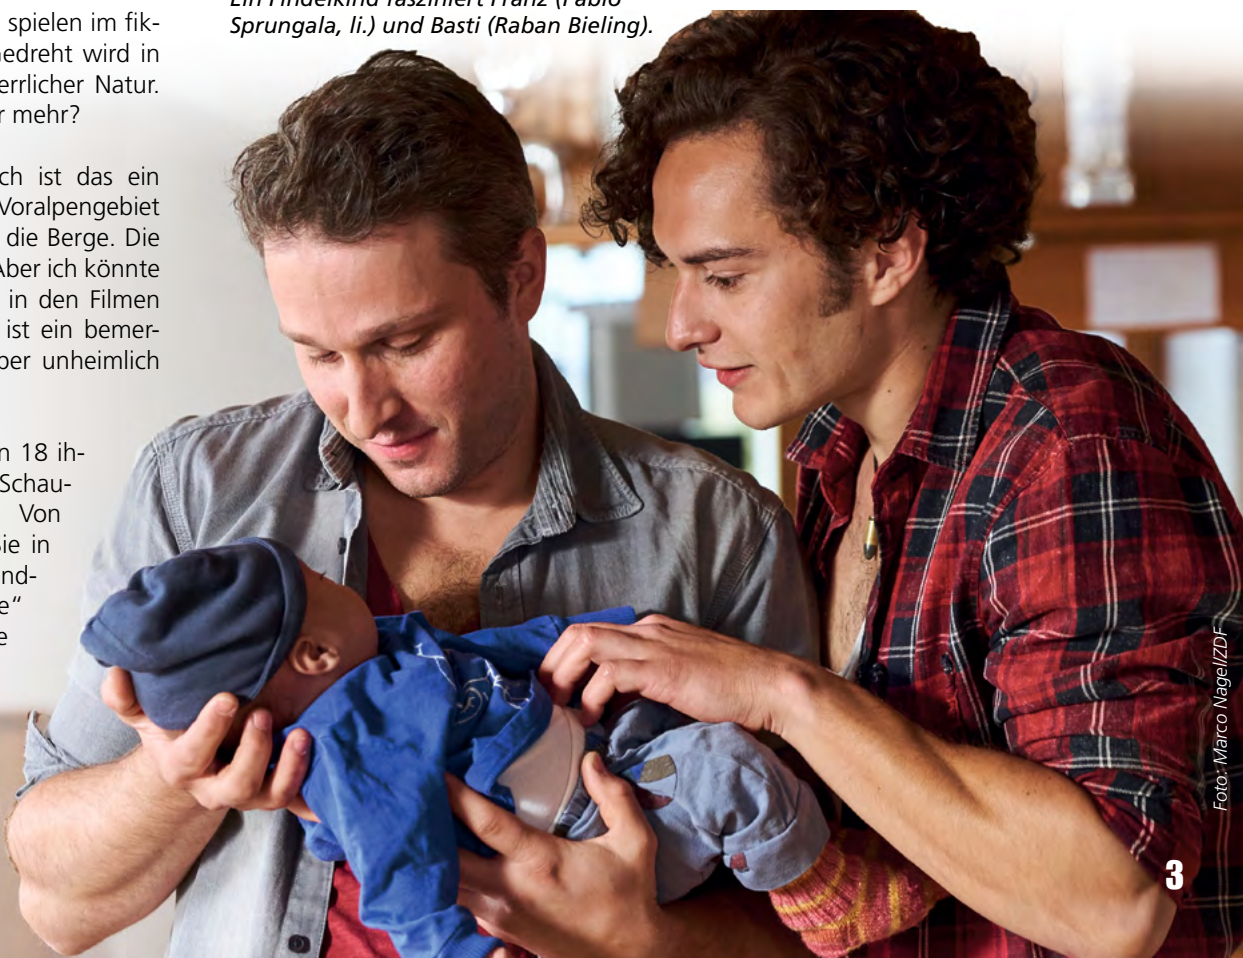 spielen im fik-
edreht wird in
errlicher Natur.
r mehr?
ch ist das ein
Voralpengebiet
die Berge. Die
Aber ich könnte
in den Filmen
ist ein bemer-
ber unheimlich
n 18 ih-
Schau-
Von
Sie in
nd-
e“
e
Ein Findelkind fasziniert Franz (Fabio
Sprungala, li.) und Basti (Raban Bieling).
Foto: Marco Nagel/ZDF
3